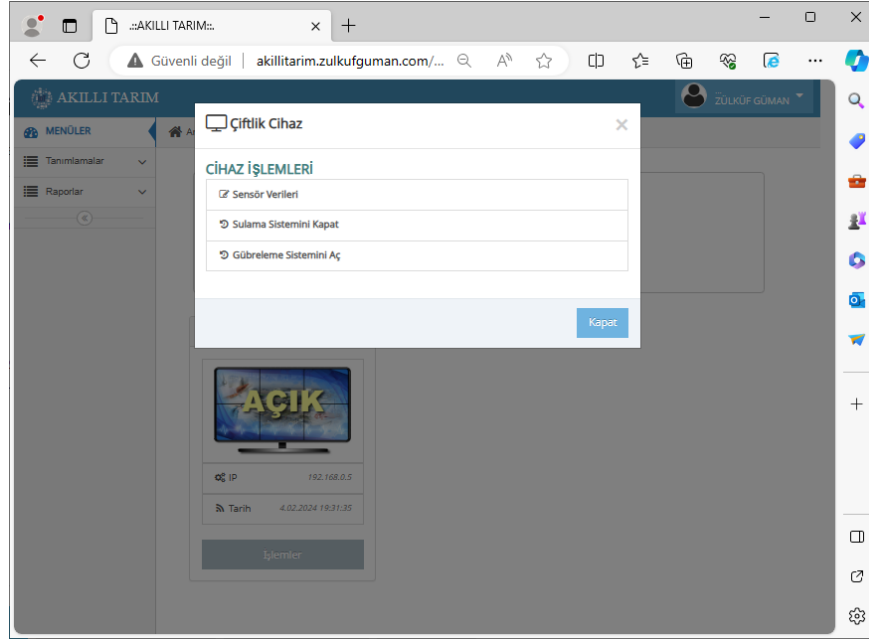 .::AKILLI TARIM::.
Güvenli değil
akillitarim.zulkufguman.com/...
AKILLI TARIM
ZÜLKÜF GÜMAN
MENÜLER
Tanımlamalar
Raporlar
Çiftlik Cihaz
CİHAZ İŞLEMLERİ
Sensör Verileri
Sulama Sistemini Kapat
Gübreleme Sistemini Aç
Kapat
AÇIK
IP 192.168.0.5
Tarih 4.02.2024 19:31:35
İşlemler